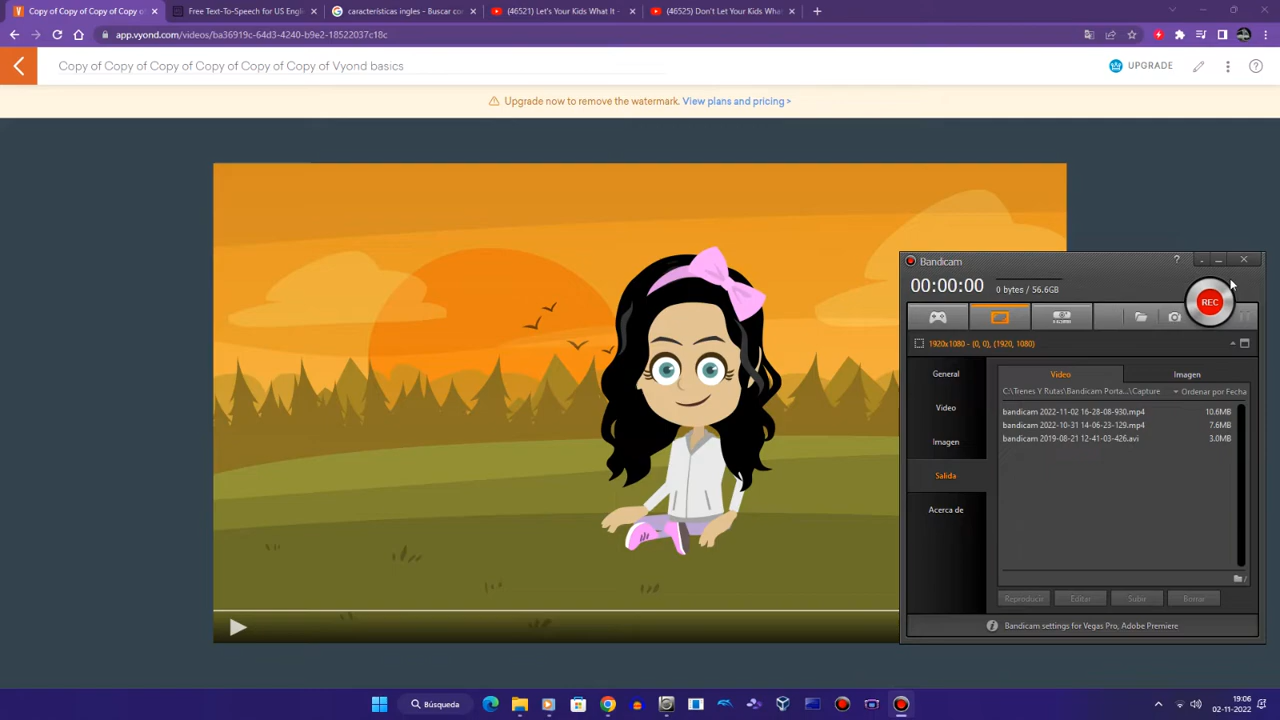 Copy of Copy of Copy of Copy of
Free Text-To-Speech for US Engli
características ingles - Buscar co
(46521) Let's Your Kids What It -
(46525) Don't Let Your Kids Wha
app.vyond.com/videos/ba36919c-64d3-4240-b9e2-18522037c18c
Copy of Copy of Copy of Copy of Copy of Copy of Vyond basics
UPGRADE
Upgrade now to remove the watermark. View plans and pricing >
Bandicam
00:00:00
0 bytes / 56.6GB
REC
1920x1080 - (0, 0), (1920, 1080)
General
Video
Imagen
Salida
Acerca de
Video
Imagen
C:\Trenes Y Rutas\Bandicam Porta...\Capture
Ordenar por Fecha
bandicam 2022-11-02 16-28-08-930.mp4 10.6MB
bandicam 2022-10-31 14-06-23-129.mp4 7.6MB
bandicam 2019-08-21 12-41-03-426.avi 3.0MB
Reproducir
Editar
Subir
Borrar
Bandicam settings for Vegas Pro, Adobe Premiere
Búsqueda
19:06
02-11-2022